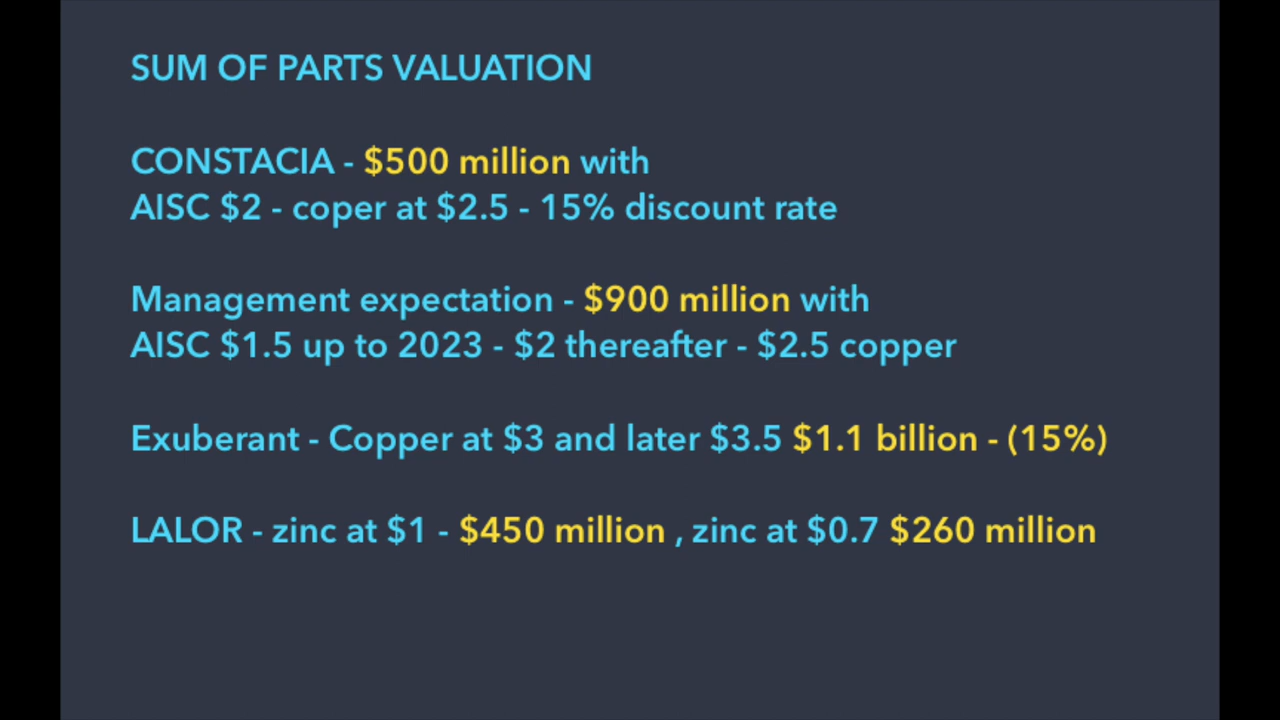 SUM OF PARTS VALUATION
CONSTACIA - $500 million with
AISC $2 - coper at $2.5 - 15% discount rate
Management expectation - $900 million with
AISC $1.5 up to 2023 - $2 thereafter - $2.5 copper
Exuberant - Copper at $3 and later $3.5 $1.1 billion - (15%)
LALOR - zinc at $1 - $450 million , zinc at $0.7 $260 million